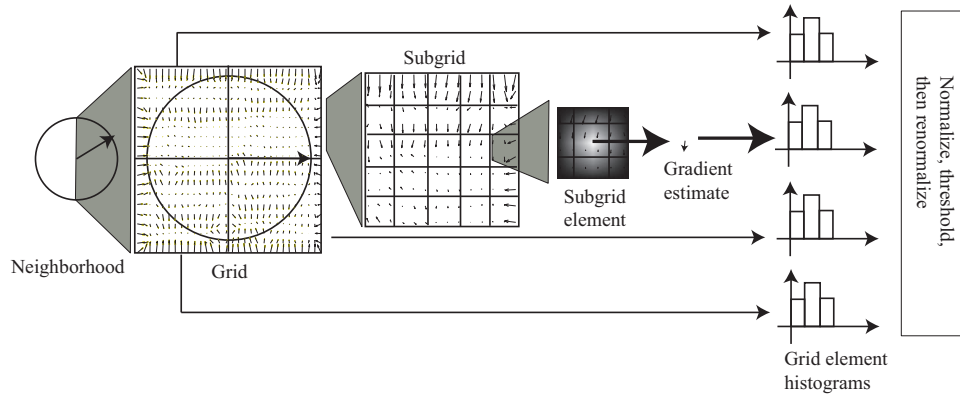 Neighborhood
Grid
Subgrid
Subgrid
element
Gradient
estimate
Grid element
histograms
Normalize, threshold,
then renormalize